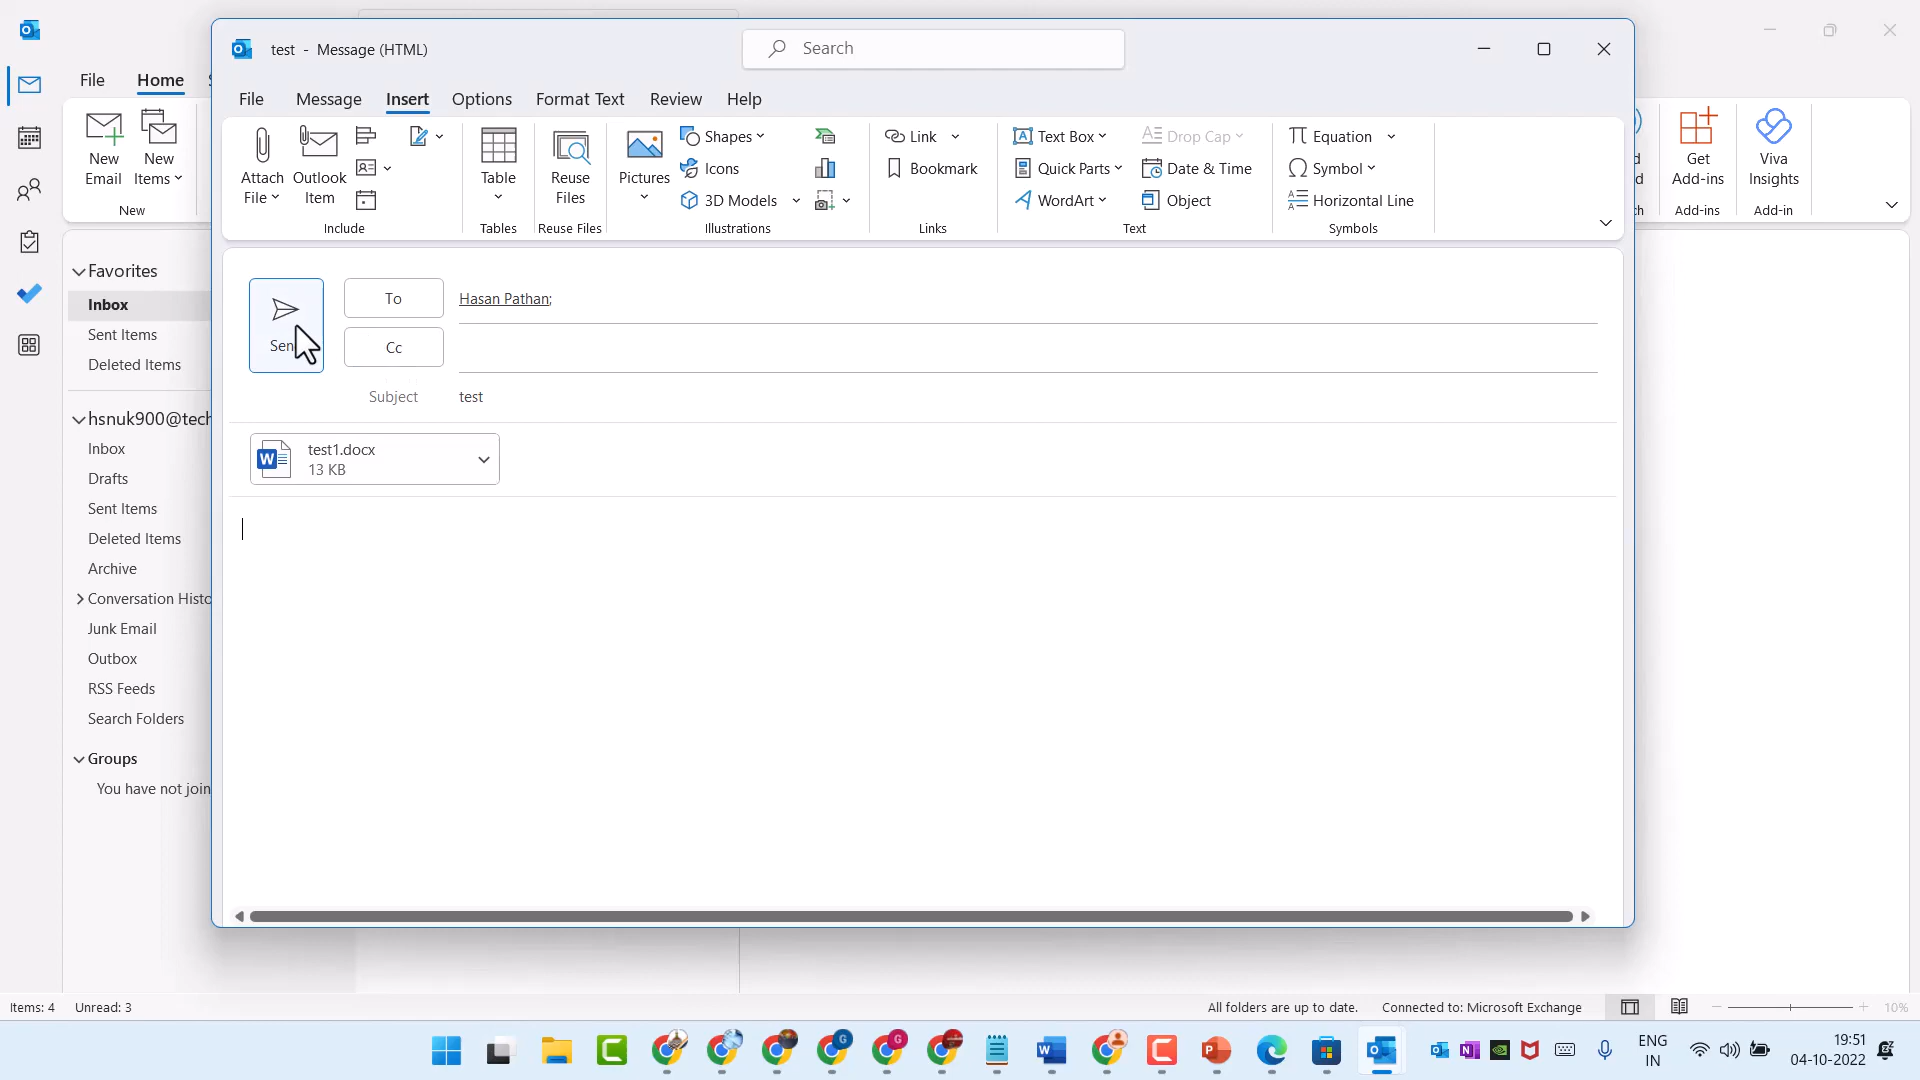 test - Message (HTML)
Search
File Home
File Message Insert Options Format Text Review Help
New Email
New Items
Attach File
Outlook Item
Table
Reuse Files
Pictures
Shapes
Icons
3D Models
Link
Bookmark
Text Box
Quick Parts
WordArt
Drop Cap
Date & Time
Object
Equation
Symbol
Horizontal Line
Get Add-ins
Viva Insights
New
Include
Tables
Reuse Files
Illustrations
Links
Text
Symbols
Add-ins
Add-in
Favorites
Inbox
Sent Items
Deleted Items
hsnuk900@tech
Inbox
Drafts
Sent Items
Deleted Items
Archive
Conversation Histo
Junk Email
Outbox
RSS Feeds
Search Folders
Groups
You have not join
Sen
To
Hasan Pathan;
Cc
Subject test
test1.docx
13 KB
Items: 4 Unread: 3
All folders are up to date. Connected to: Microsoft Exchange
10%
ENG
IN
19:51
04-10-2022